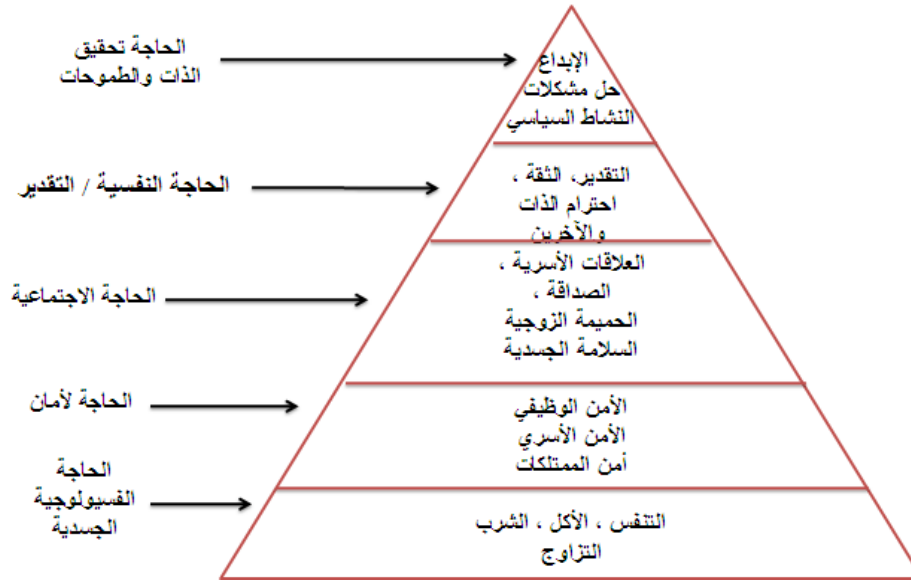 الحاجة تحقيق
الذات والطموحات
الإبداع
حل مشكلات
النشاط السياسي
الحاجة النفسية / التقدير
التقدير، الثقة ،
احترام الذات
والآخرين
الحاجة الاجتماعية
العلاقات الأسرية ،
الصداقة ،
الحميمة الزوجية
السلامة الجسدية
الحاجة لأمان
الأمن الوظيفي
الأمن الأسري
أمن الممتلكات
الحاجة
الفسيولوجية
الجسدية
التنفس ، الأكل ، الشرب
التزاوج